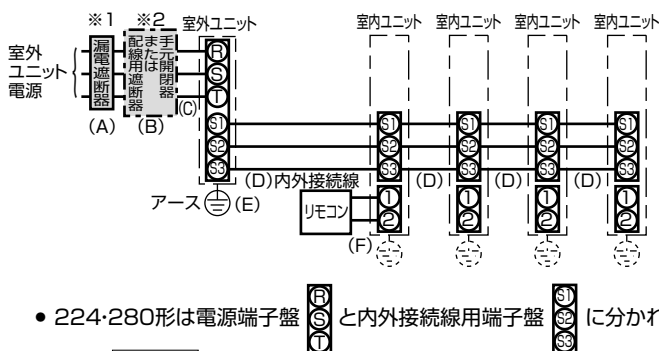 ※1 ※2 室外ユニット 室内ユニット 室内ユニット 室内ユニット 室内ユニット
室外
ユニット
電源
漏電遮断器
配線用遮断器
または
手元開閉器
(A) (B) (C)
R
S
T
S1 S1 S1 S1 S1
S2 S2 S2 S2 S2
S3 S3 S3 S3 S3
(D)内外接続線 (D) (D) (D)
アース (E)
リモコン
(F)
1 1 1 1
2 2 2 2
• 224・280形は電源端子盤 R S T と内外接続線用端子盤 S1 S2 S3 に分かれ